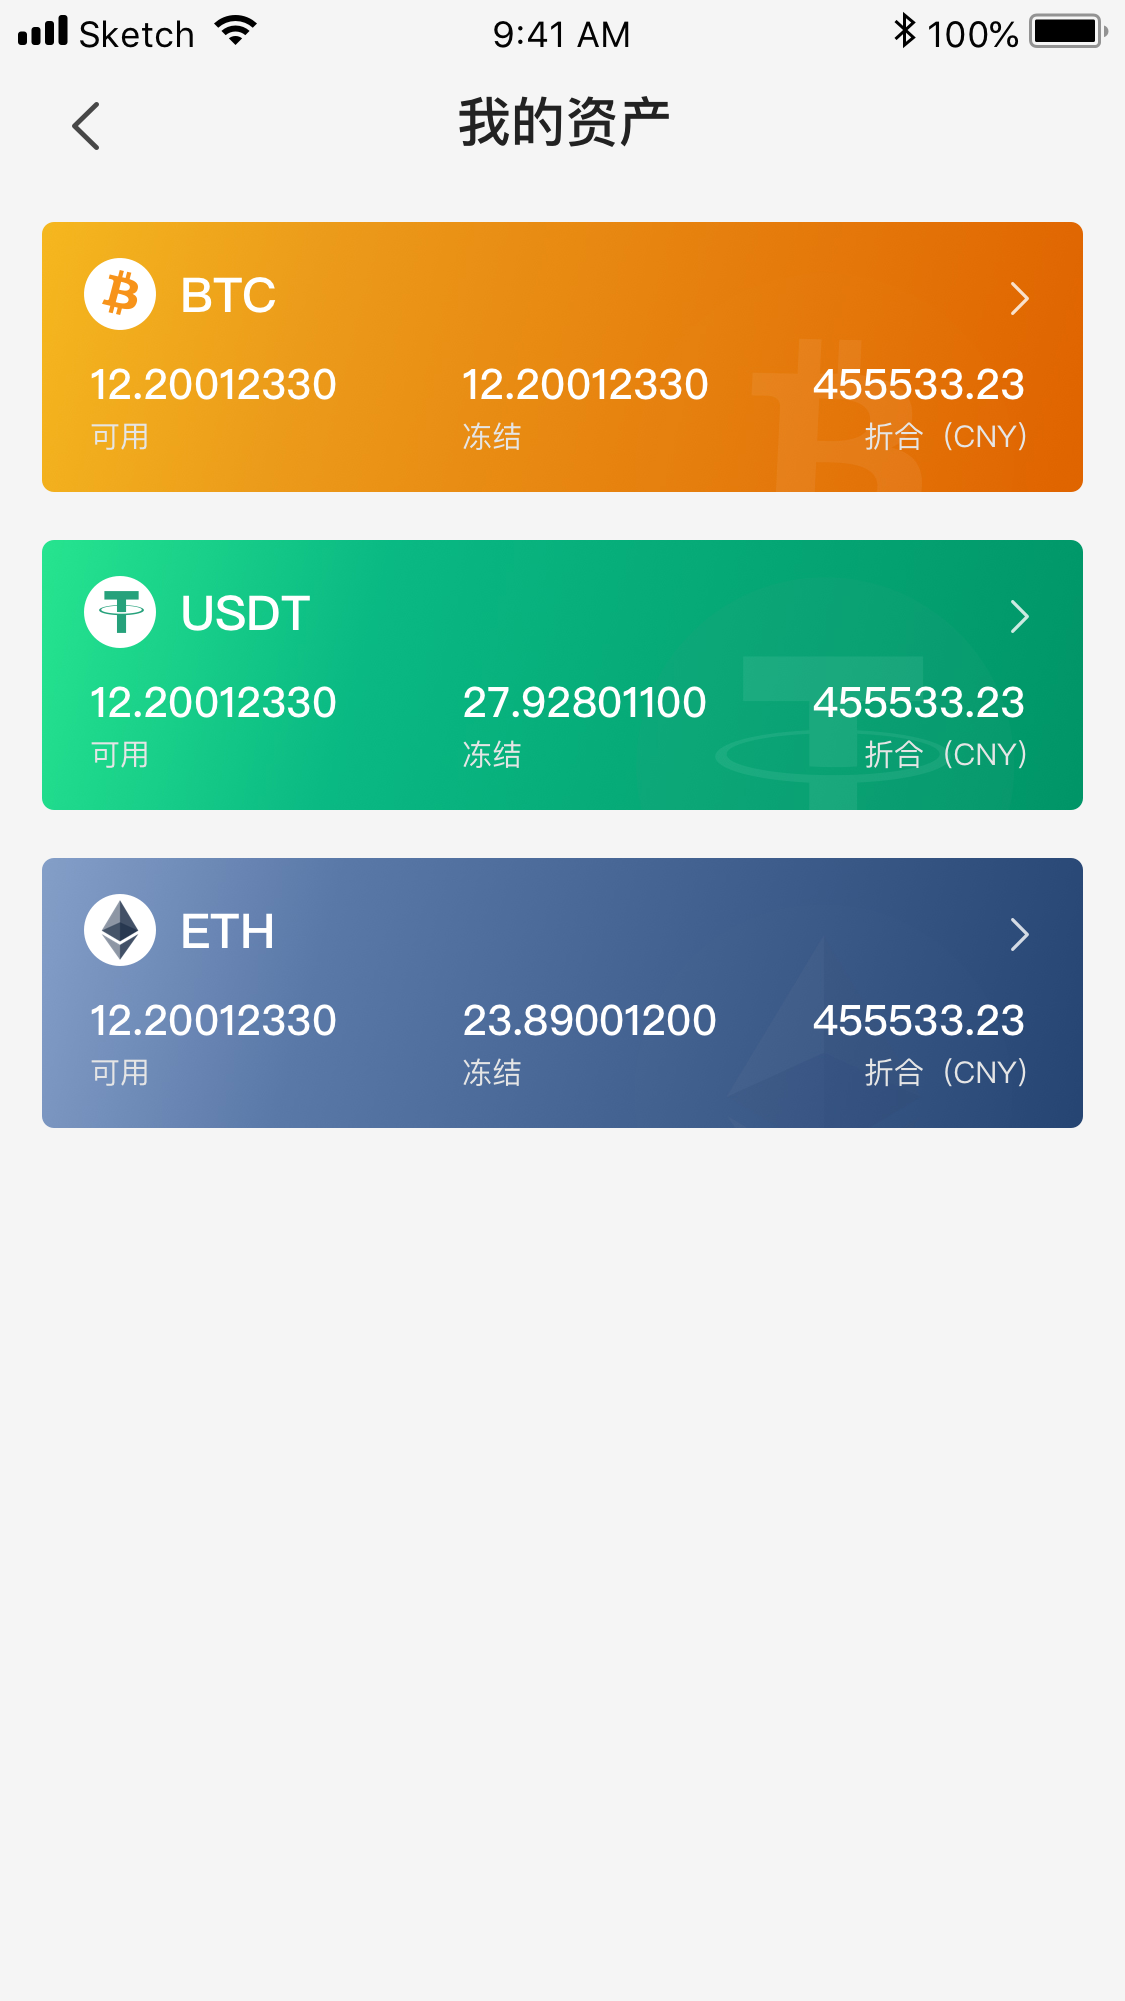 Sketch 9:41 AM 100%
我的资产
BTC
12.20012330 12.20012330 455533.23
可用 冻结 折合（CNY）
USDT
12.20012330 27.92801100 455533.23
可用 冻结 折合（CNY）
ETH
12.20012330 23.89001200 455533.23
可用 冻结 折合（CNY）